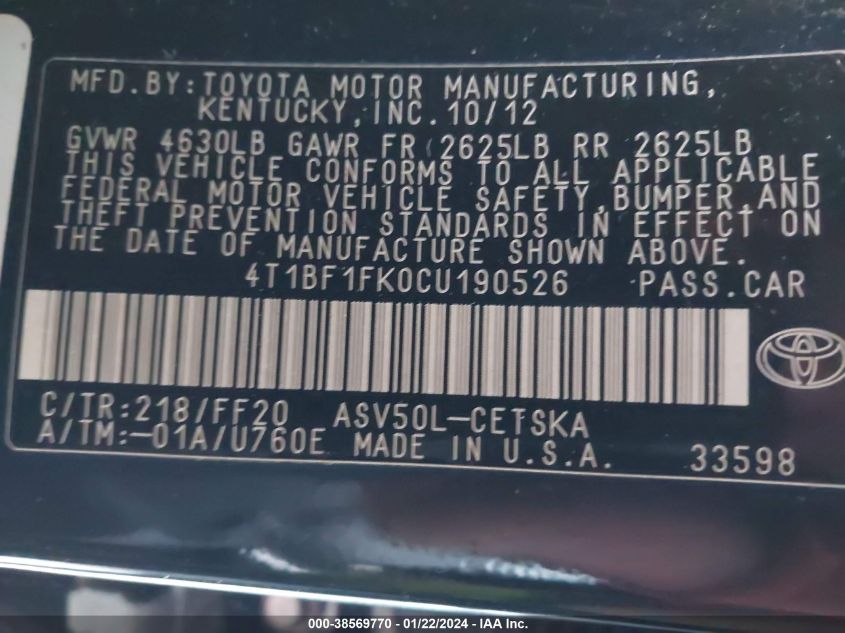 MFD.BY:TOYOTA MOTOR MANUFACTURING,
KENTUCKY,INC.10/12
GVWR 4630LB GAWR FR 2625LB RR 2625LB
THIS VEHICLE CONFORMS TO ALL APPLICABLE
FEDERAL MOTOR VEHICLE SAFETY,BUMPER,AND
THEFT PREVENTION STANDARDS IN EFFECT ON
THE DATE OF MANUFACTURE SHOWN ABOVE.
4T1BF1FK0CU190526 PASS.CAR
C/TR:218/FF20 ASV50L-CETSKA
A/TM:-01A/U760E MADE IN U.S.A. 33598
000-38569770 - 01/22/2024 - IAAI Inc.